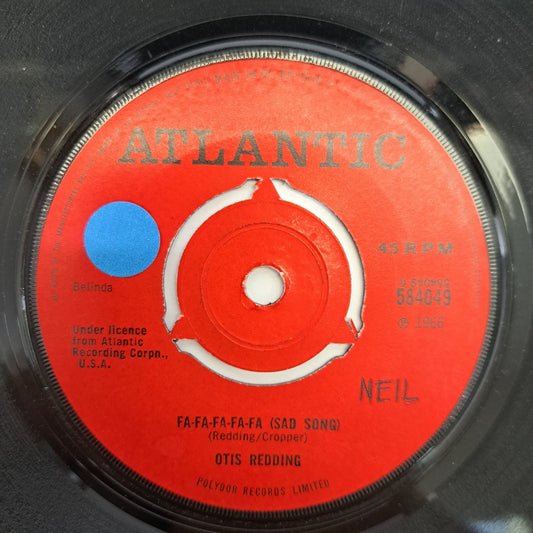 ATLANTIC
45 RPM
584049
℗ 1966
Belinda
Under licence
from Atlantic
Recording Corpn.,
U.S.A.
NEIL
FA-FA-FA-FA-FA (SAD SONG)
(Redding/Cropper)
OTIS REDDING
POLYDOR RECORDS LIMITED